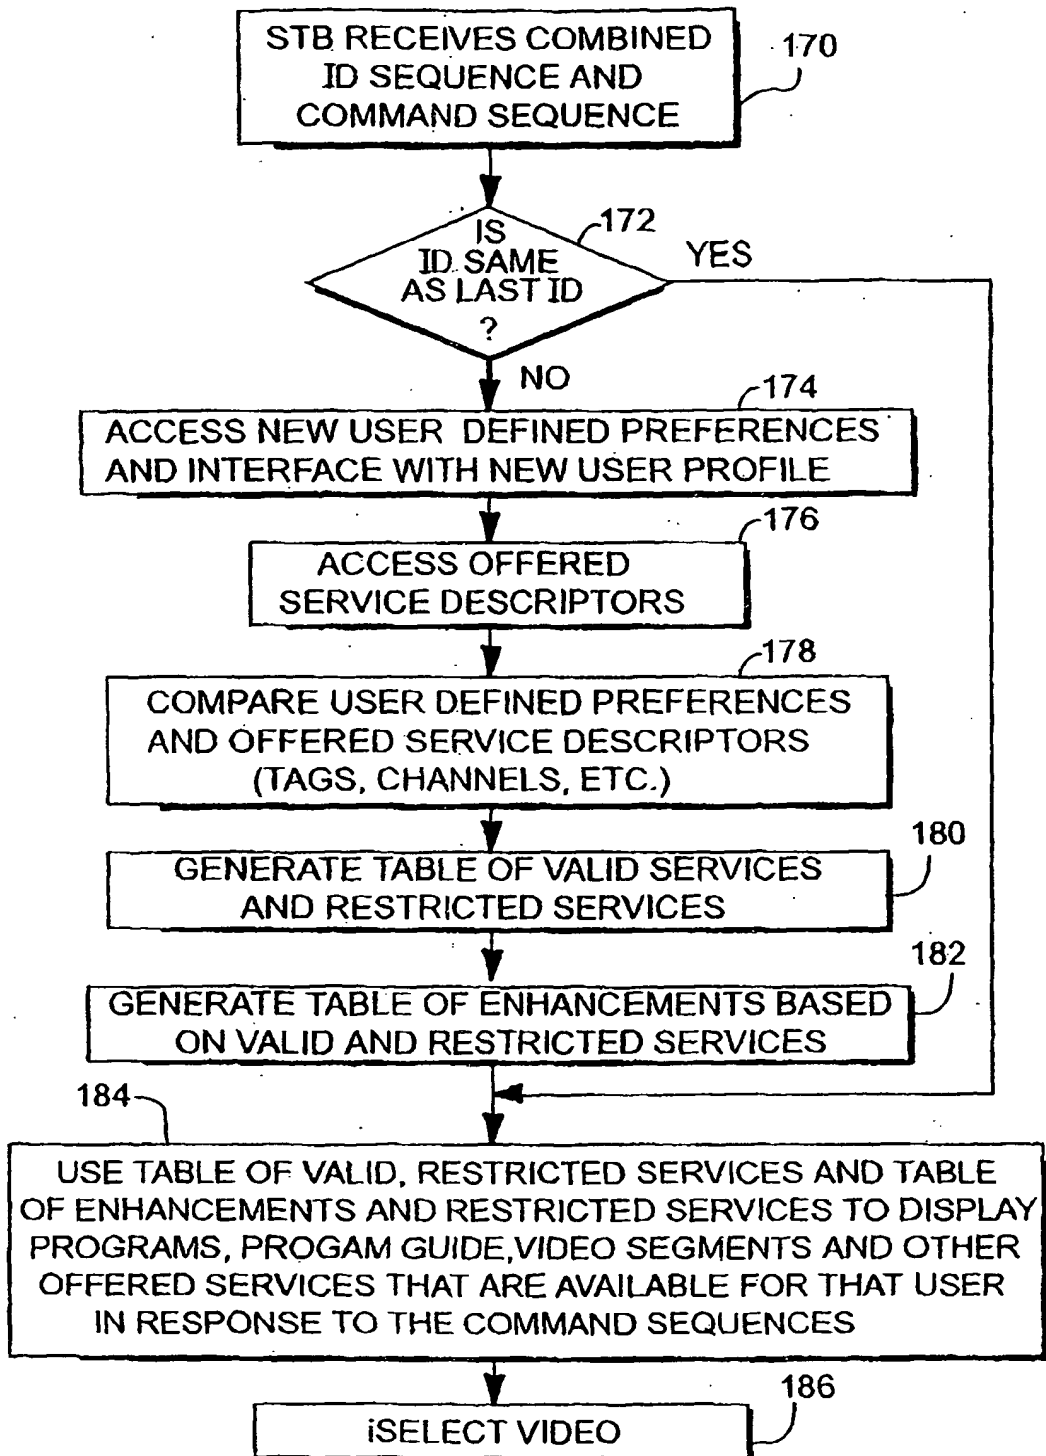 STB RECEIVES COMBINED
ID SEQUENCE AND
COMMAND SEQUENCE
170
IS
ID SAME
AS LAST ID
?
172
YES
NO
174
ACCESS NEW USER DEFINED PREFERENCES
AND INTERFACE WITH NEW USER PROFILE
176
ACCESS OFFERED
SERVICE DESCRIPTORS
178
COMPARE USER DEFINED PREFERENCES
AND OFFERED SERVICE DESCRIPTORS
(TAGS, CHANNELS, ETC.)
180
GENERATE TABLE OF VALID SERVICES
AND RESTRICTED SERVICES
182
GENERATE TABLE OF ENHANCEMENTS BASED
ON VALID AND RESTRICTED SERVICES
184
USE TABLE OF VALID, RESTRICTED SERVICES AND TABLE
OF ENHANCEMENTS AND RESTRICTED SERVICES TO DISPLAY
PROGRAMS, PROGAM GUIDE,VIDEO SEGMENTS AND OTHER
OFFERED SERVICES THAT ARE AVAILABLE FOR THAT USER
IN RESPONSE TO THE COMMAND SEQUENCES
186
iSELECT VIDEO